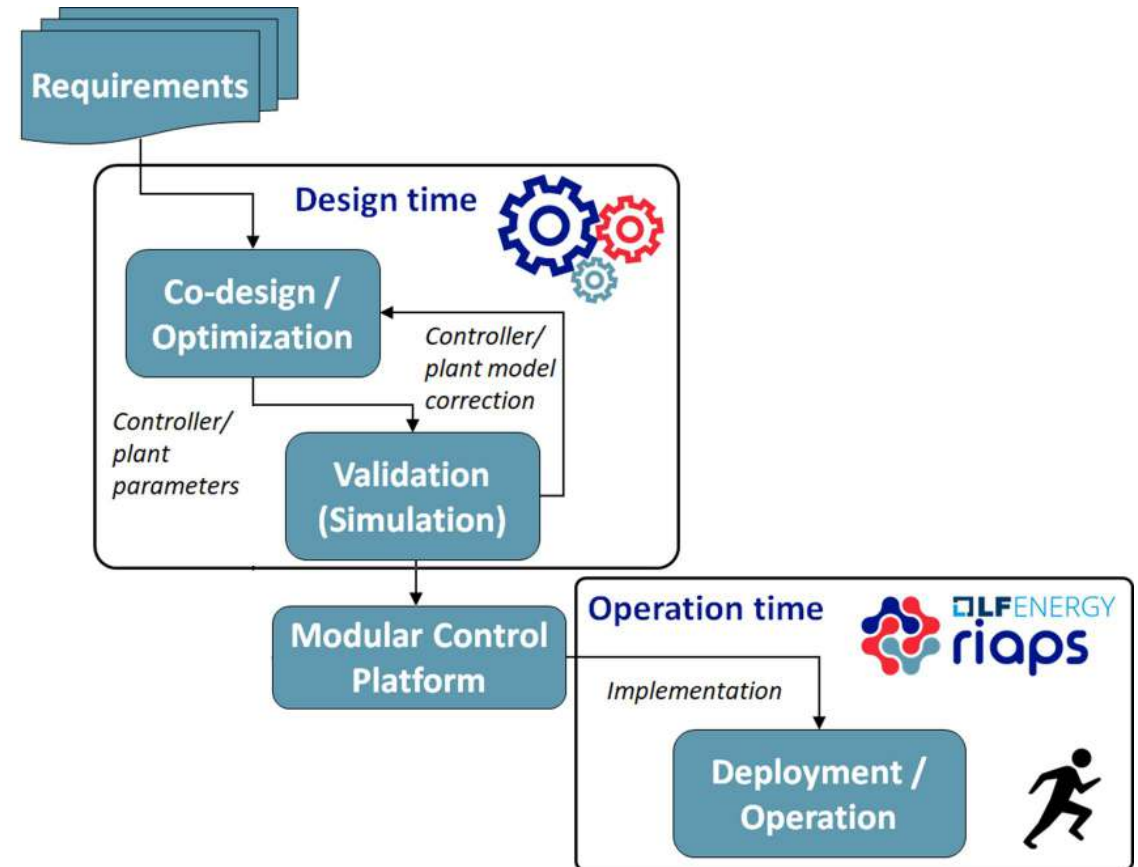 Requirements
Design time
Co-design /
Optimization
Controller/
plant model
correction
Controller/
plant
parameters
Validation
(Simulation)
Modular Control
Platform
Operation time
LFENERGY
riaps
Implementation
Deployment /
Operation